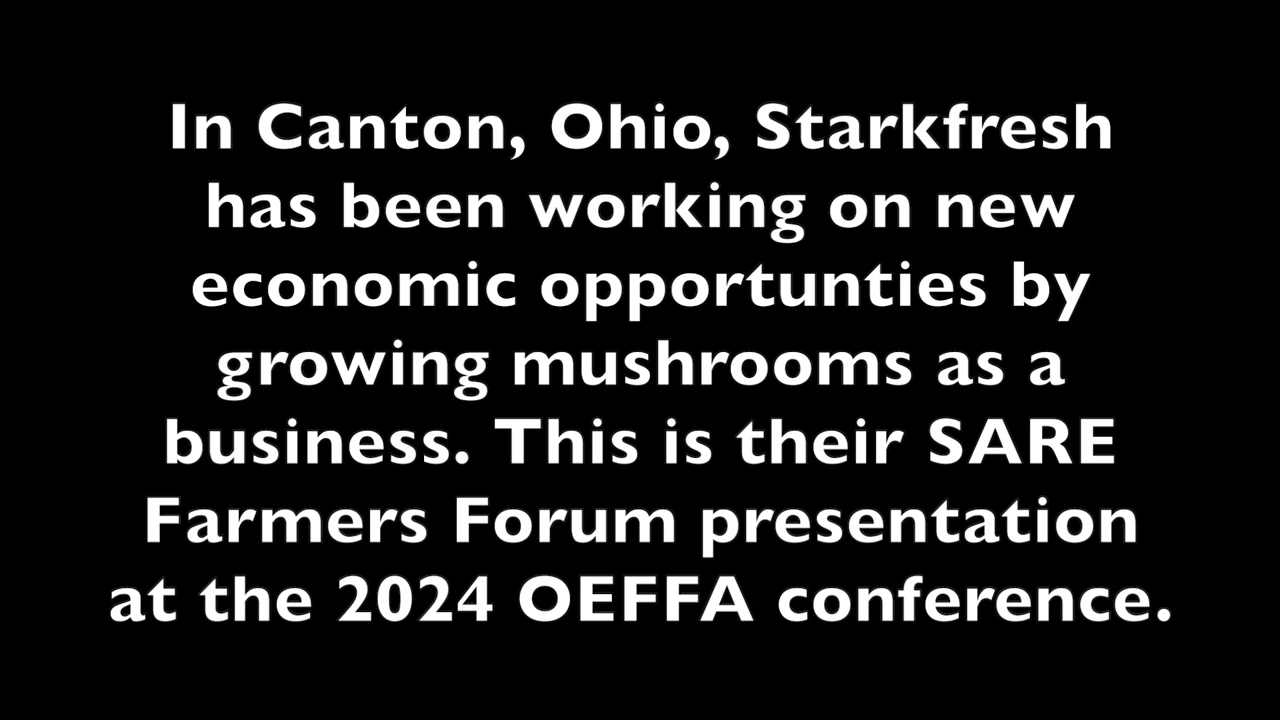 In Canton, Ohio, Starkfresh
has been working on new
economic opportunties by
growing mushrooms as a
business. This is their SARE
Farmers Forum presentation
at the 2024 OEFFA conference.